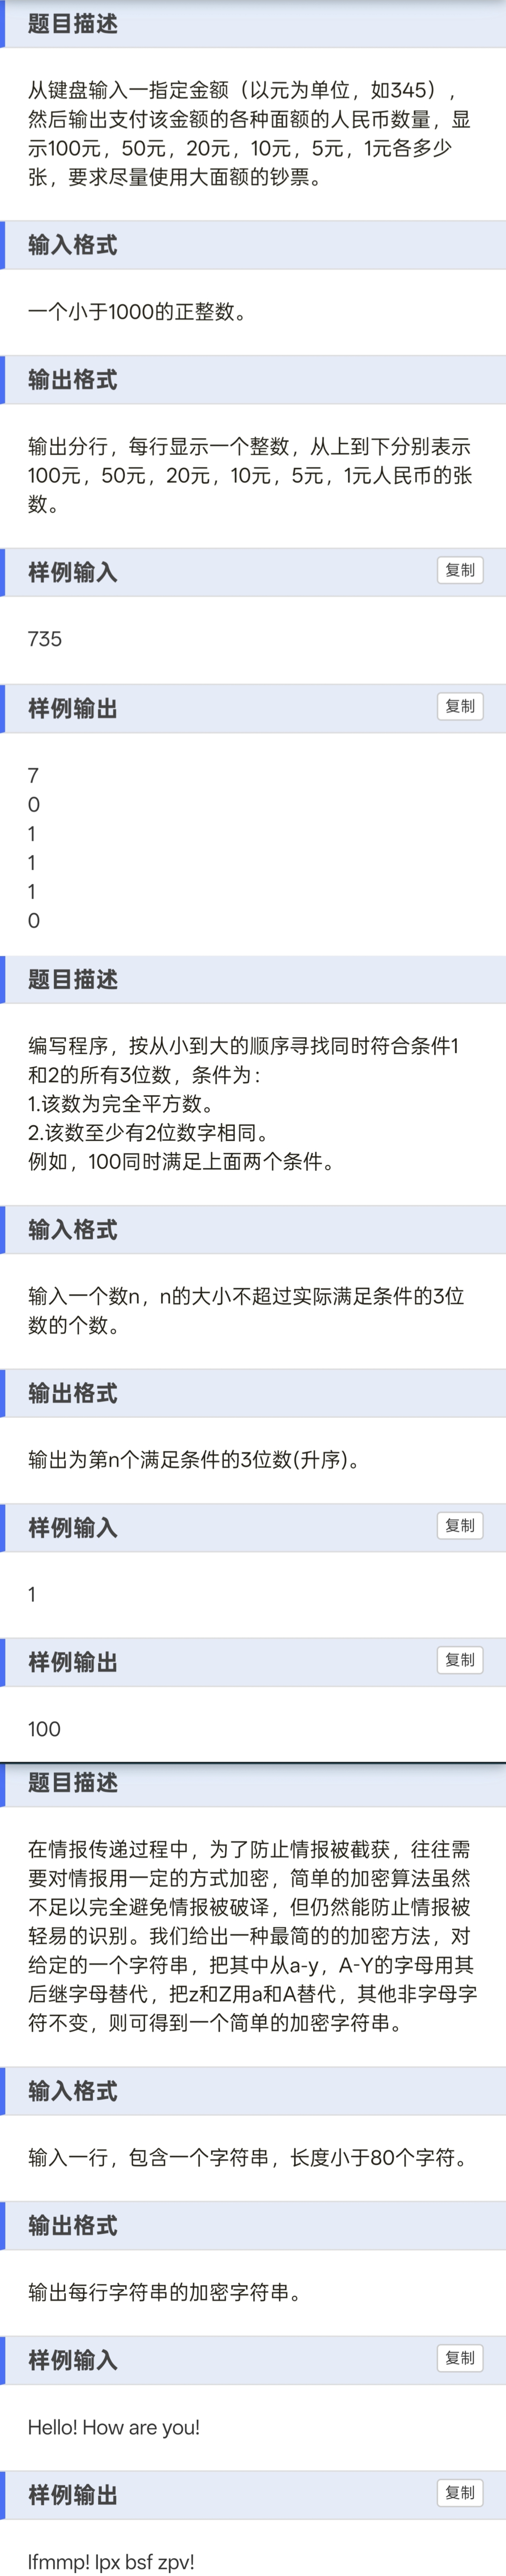 题目描述
从键盘输入一指定金额（以元为单位，如345），
然后输出支付该金额的各种面额的人民币数量，显
示100元，50元，20元，10元，5元，1元各多少
张，要求尽量使用大面额的钞票。
输入格式
一个小于1000的正整数。
输出格式
输出分行，每行显示一个整数，从上到下分别表示
100元，50元，20元，10元，5元，1元人民币的张
数。
样例输入 复制
735
样例输出 复制
7
0
1
1
1
0
题目描述
编写程序，按从小到大的顺序寻找同时符合条件1
和2的所有3位数，条件为：
1.该数为完全平方数。
2.该数至少有2位数字相同。
例如，100同时满足上面两个条件。
输入格式
输入一个数n，n的大小不超过实际满足条件的3位
数的个数。
输出格式
输出为第n个满足条件的3位数(升序)。
样例输入 复制
1
样例输出 复制
100
题目描述
在情报传递过程中，为了防止情报被截获，往往需
要对情报用一定的方式加密，简单的加密算法虽然
不足以完全避免情报被破译，但仍然能防止情报被
轻易的识别。我们给出一种最简的的加密方法，对
给定的一个字符串，把其中从a-y，A-Y的字母用其
后继字母替代，把z和Z用a和A替代，其他非字母字
符不变，则可得到一个简单的加密字符串。
输入格式
输入一行，包含一个字符串，长度小于80个字符。
输出格式
输出每行字符串的加密字符串。
样例输入 复制
Hello! How are you!
样例输出 复制
Ifmmp! Ipx bsf zpv!